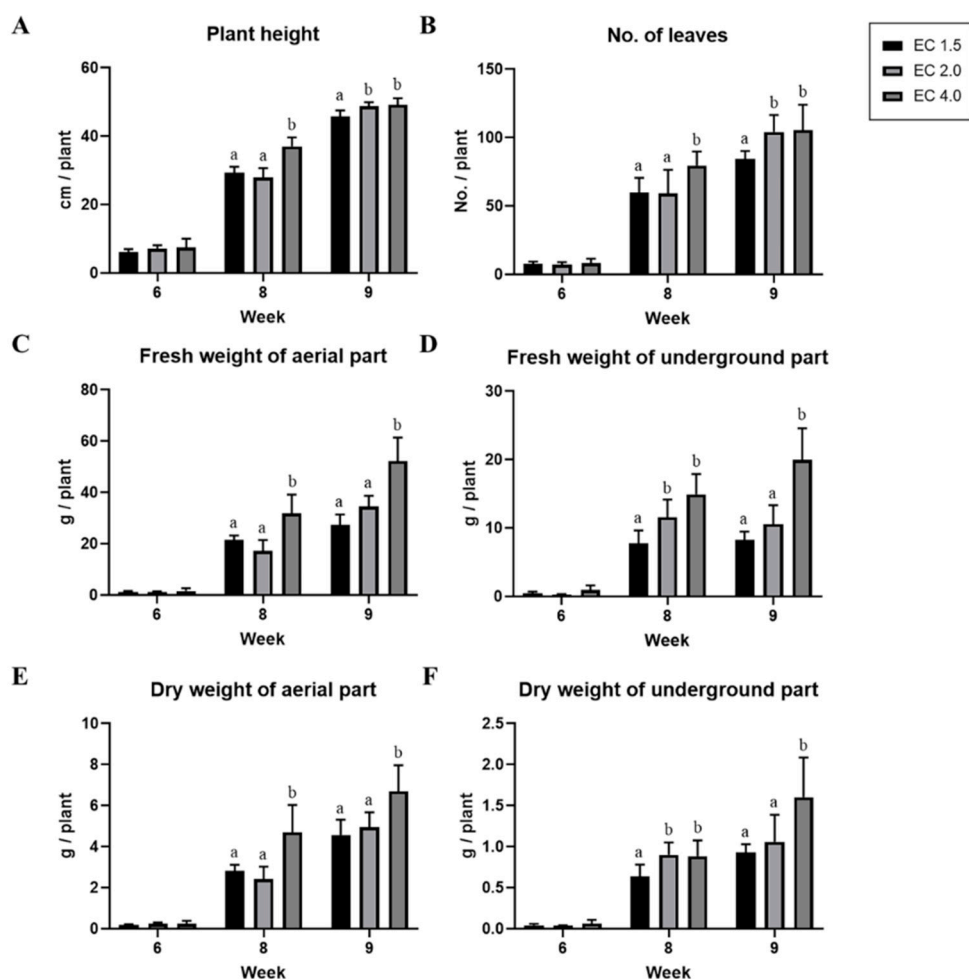 A
Plant height
cm / plant
60
40
20
0
a a b
a b b
6 8 9
Week
B
No. of leaves
No. / plant
150
100
50
0
a a b
a b b
6 8 9
Week
EC 1.5
EC 2.0
EC 4.0
C
Fresh weight of aerial part
g / plant
80
60
40
20
0
a a b
a a b
6 8 9
Week
D
Fresh weight of underground part
g / plant
30
20
10
0
a b b
a a b
6 8 9
Week
E
Dry weight of aerial part
g / plant
10
8
6
4
2
0
a a b
a a b
6 8 9
Week
F
Dry weight of underground part
g / plant
2.5
2.0
1.5
1.0
0.5
0.0
a b b
a a b
6 8 9
Week